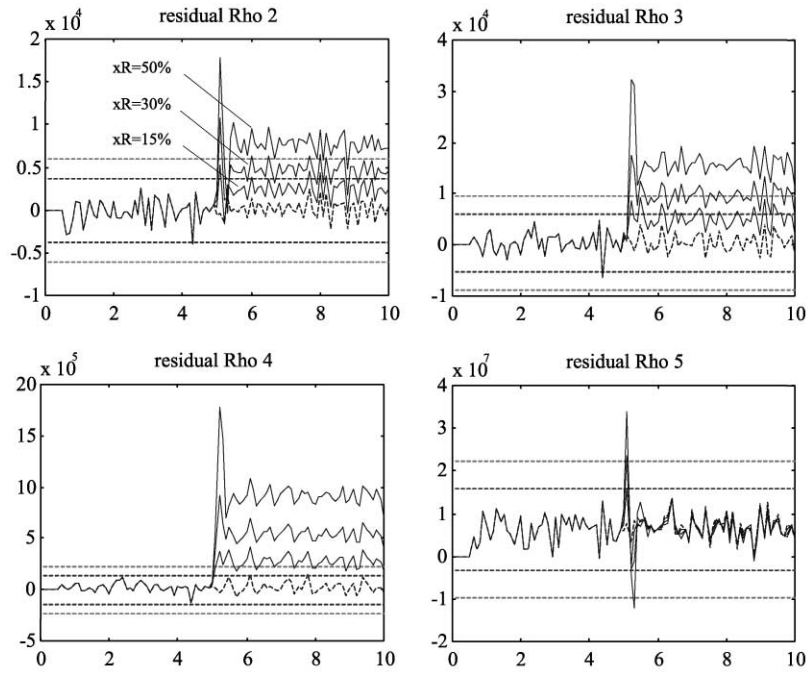 residual Rho 2
x 10^4
2
1.5
1
0.5
0
-0.5
-1
xR=50%
xR=30%
xR=15%
0 2 4 6 8 10
residual Rho 3
x 10^4
4
3
2
1
0
-1
0 2 4 6 8 10
residual Rho 4
x 10^5
20
15
10
5
0
-5
0 2 4 6 8 10
residual Rho 5
x 10^7
4
3
2
1
0
-1
-2
0 2 4 6 8 10